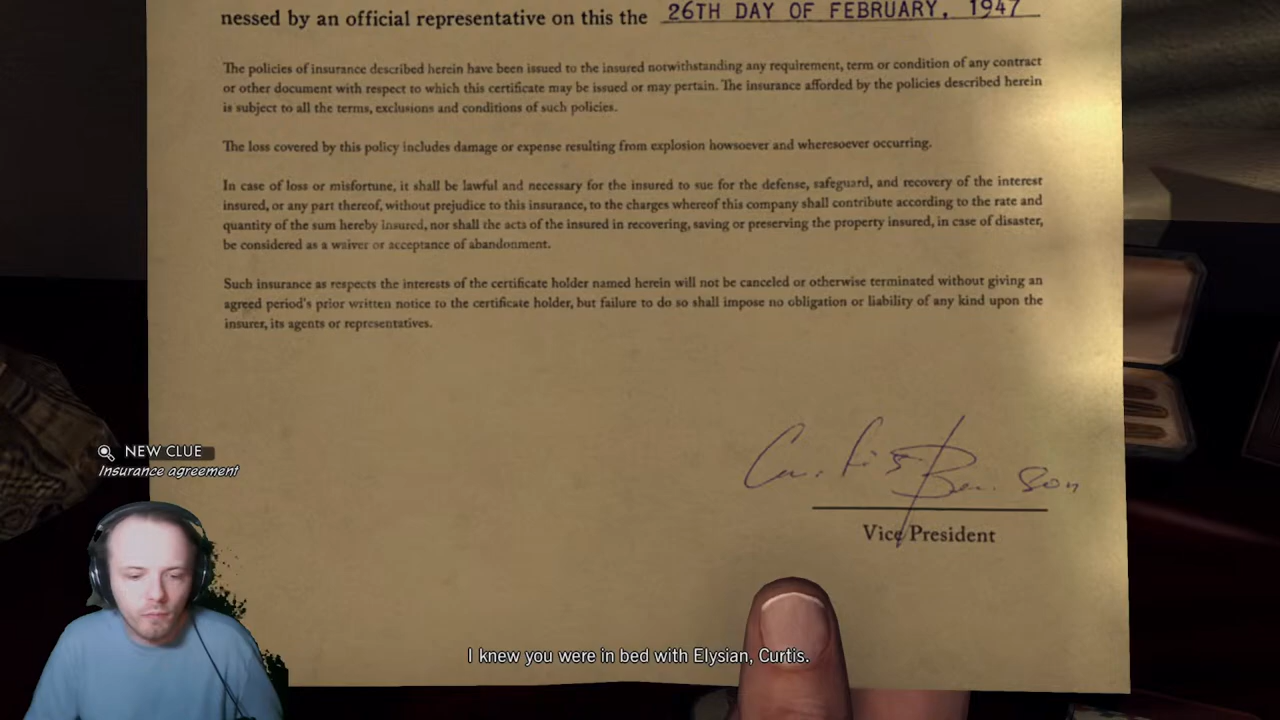 nessed by an official representative on this the 26TH DAY OF FEBRUARY, 1947
The policies of insurance described herein have been issued to the insured notwithstanding any requirement, term or condition of any contract
or other document with respect to which this certificate may be issued or may pertain. The insurance afforded by the policies described herein
is subject to all the terms, exclusions and conditions of such policies.
The loss covered by this policy includes damage or expense resulting from explosion howsoever and wheresoever occurring.
In case of loss or misfortune, it shall be lawful and necessary for the insured to sue for the defense, safeguard, and recovery of the interest
insured, or any part thereof, without prejudice to this insurance, to the charges whereof this company shall contribute according to the rate and
quantity of the sum hereby insured, nor shall the acts of the insured in recovering, saving or preserving the property insured, in case of disaster,
be considered as a waiver or acceptance of abandonment.
Such insurance as respects the interests of the certificate holder named herein will not be canceled or otherwise terminated without giving an
agreed period's prior written notice to the certificate holder, but failure to do so shall impose no obligation or liability of any kind upon the
insurer, its agents or representatives.
NEW CLUE
Insurance agreement
Curtis Benson
Vice President
I knew you were in bed with Elysian, Curtis.